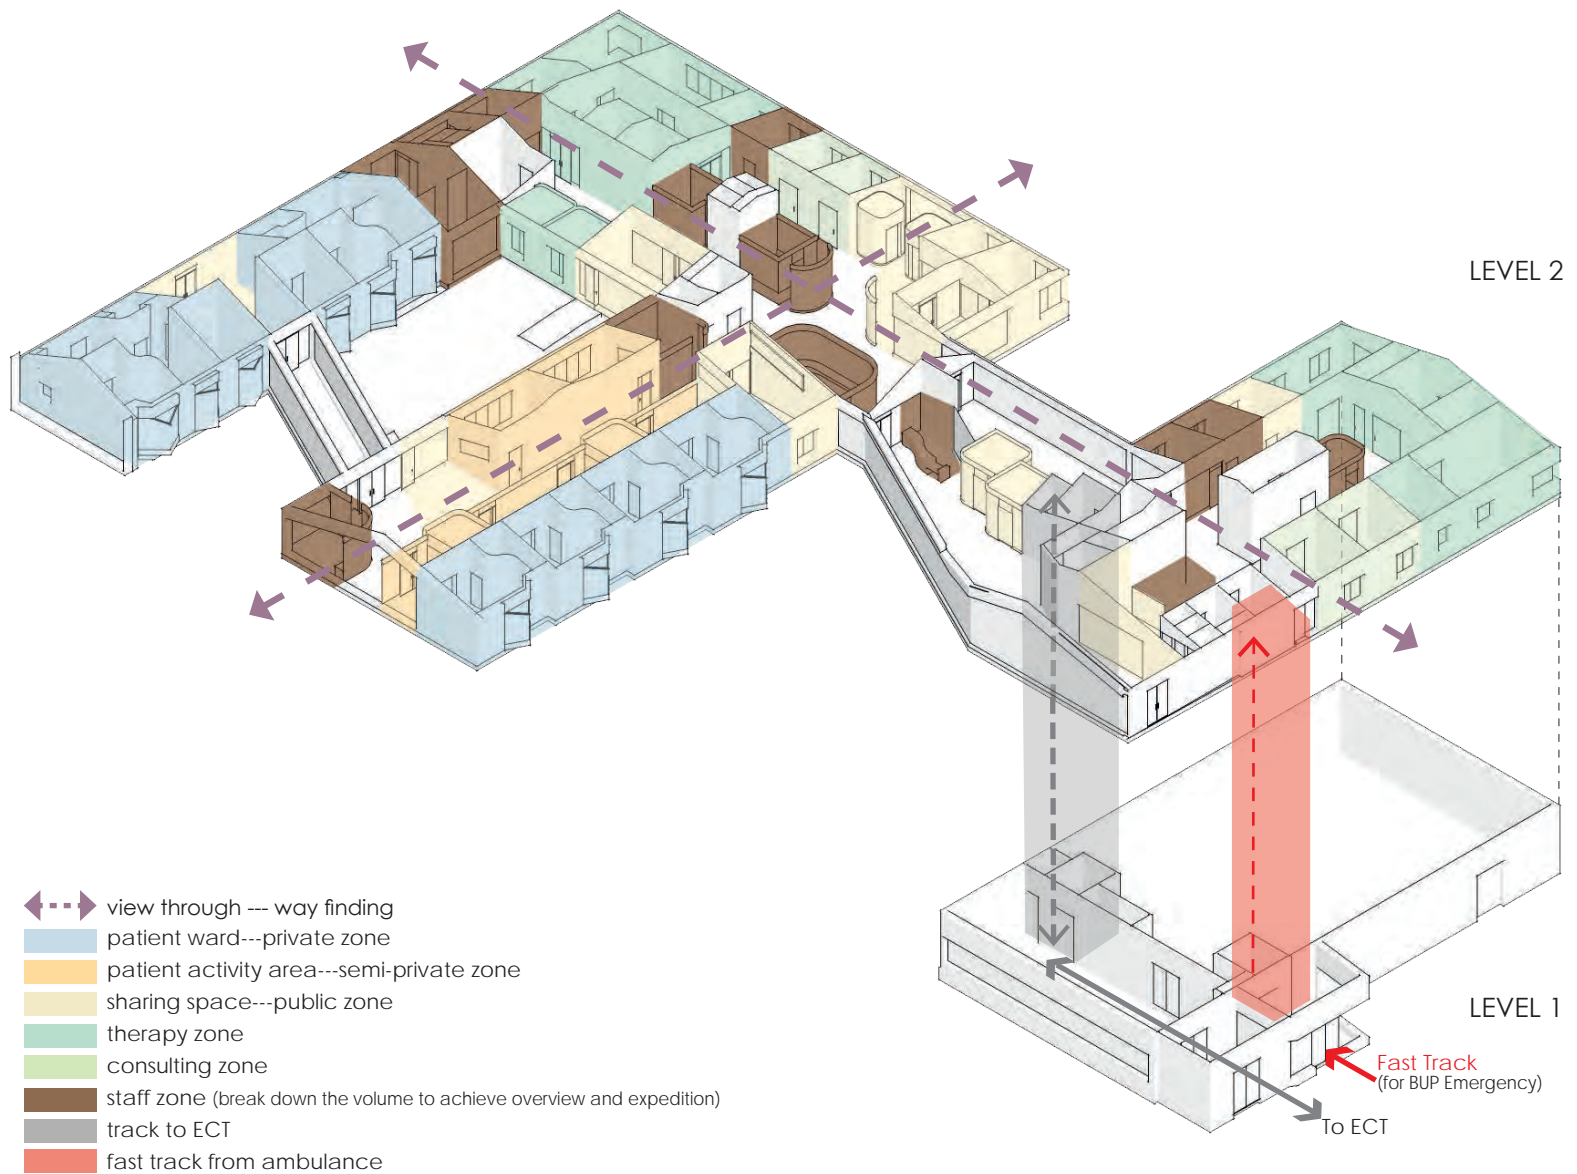 LEVEL 2
view through --- way finding
patient ward---private zone
patient activity area---semi-private zone
sharing space---public zone
therapy zone
consulting zone
staff zone (break down the volume to achieve overview and expedition)
track to ECT
fast track from ambulance
LEVEL 1
Fast Track
(for BUP Emergency)
To ECT